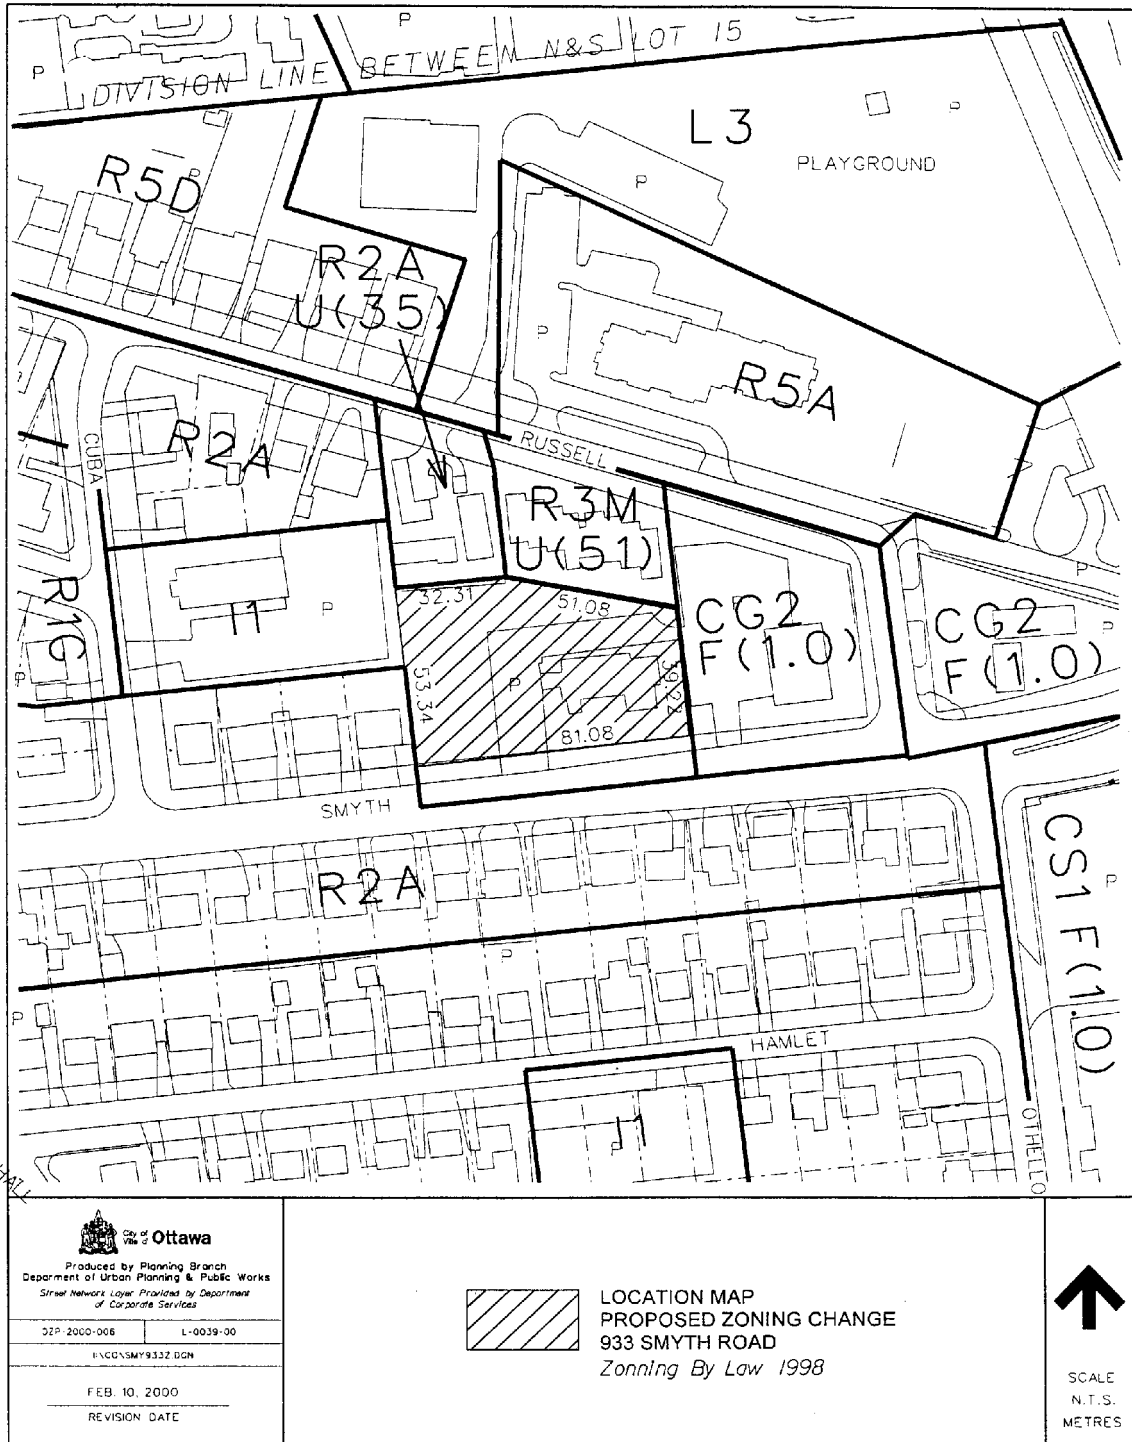 P
P
DIVISION LINE BETWEEN N&S LOT 15
L3
P
PLAYGROUND
R5D
P
P
R2A
U(35)
P
R5A
CUBA
R2A
RUSSELL
R3M
U(51)
P
R1G
I1
P
32.31
51.08
CG2
F(1.0)
P
CG2
F(1.0)
P
P
53.34
P
39.22
81.08
SMYTH
R2A
CS1 F(1.0)
P
P
P
HAMLET
I1
P
OTHELLO
HALL
City of
Ville d'
Ottawa
Produced by Planning Branch
Department of Urban Planning & Public Works
Street Network Layer Provided by Department
of Corporate Services
OZP-2000-006
L-0039-00
FEB. 10, 2000
REVISION DATE
LOCATION MAP
PROPOSED ZONING CHANGE
933 SMYTH ROAD
Zonning By Law 1998
SCALE
N.T.S.
METRES